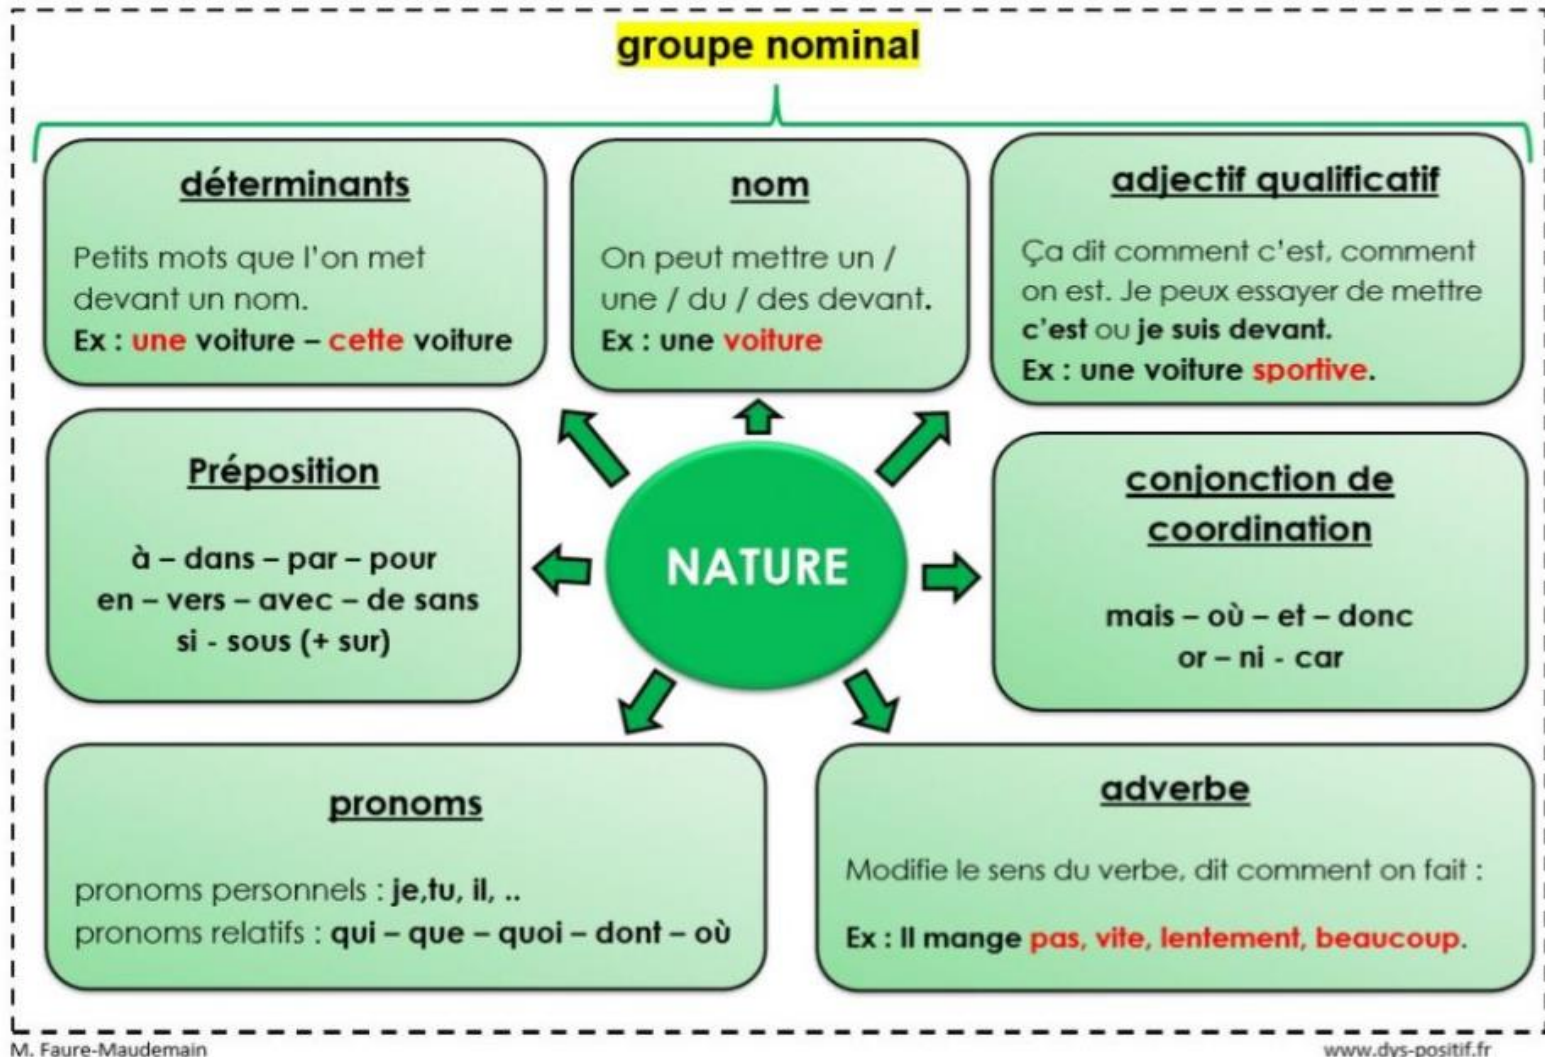 groupe nominal
déterminants
Petits mots que l'on met
devant un nom.
Ex : une voiture – cette voiture
nom
On peut mettre un /
une / du / des devant.
Ex : une voiture
adjectif qualificatif
Ça dit comment c'est, comment
on est. Je peux essayer de mettre
c'est ou je suis devant.
Ex : une voiture sportive.
Préposition
à – dans – par – pour
en – vers – avec – de sans
si - sous (+ sur)
NATURE
conjonction de
coordination
mais – où – et – donc
or – ni - car
pronoms
pronoms personnels : je,tu, il, ..
pronoms relatifs : qui – que – quoi – dont – où
adverbe
Modifie le sens du verbe, dit comment on fait :
Ex : Il mange pas, vite, lentement, beaucoup.
M. Faure-Maudemain
www.dys-positif.fr